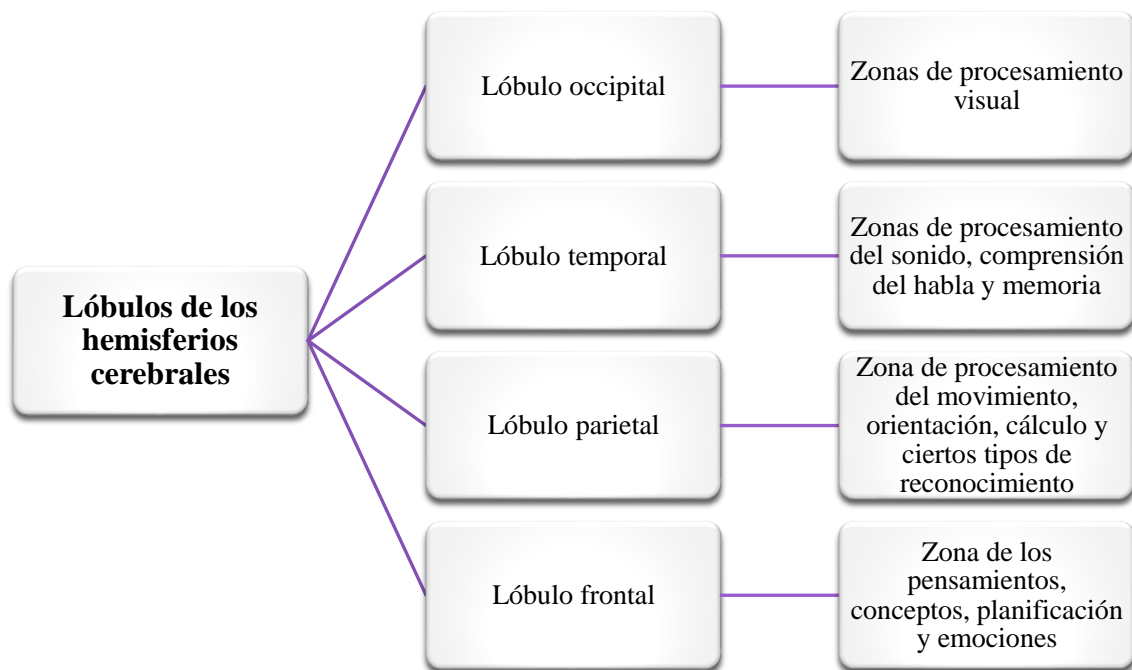 Lóbulos de los
hemisferios
cerebrales
Lóbulo occipital
Zonas de procesamiento
visual
Lóbulo temporal
Zonas de procesamiento
del sonido, comprensión
del habla y memoria
Lóbulo parietal
Zona de procesamiento
del movimiento,
orientación, cálculo y
ciertos tipos de
reconocimiento
Lóbulo frontal
Zona de los
pensamientos,
conceptos, planificación
y emociones